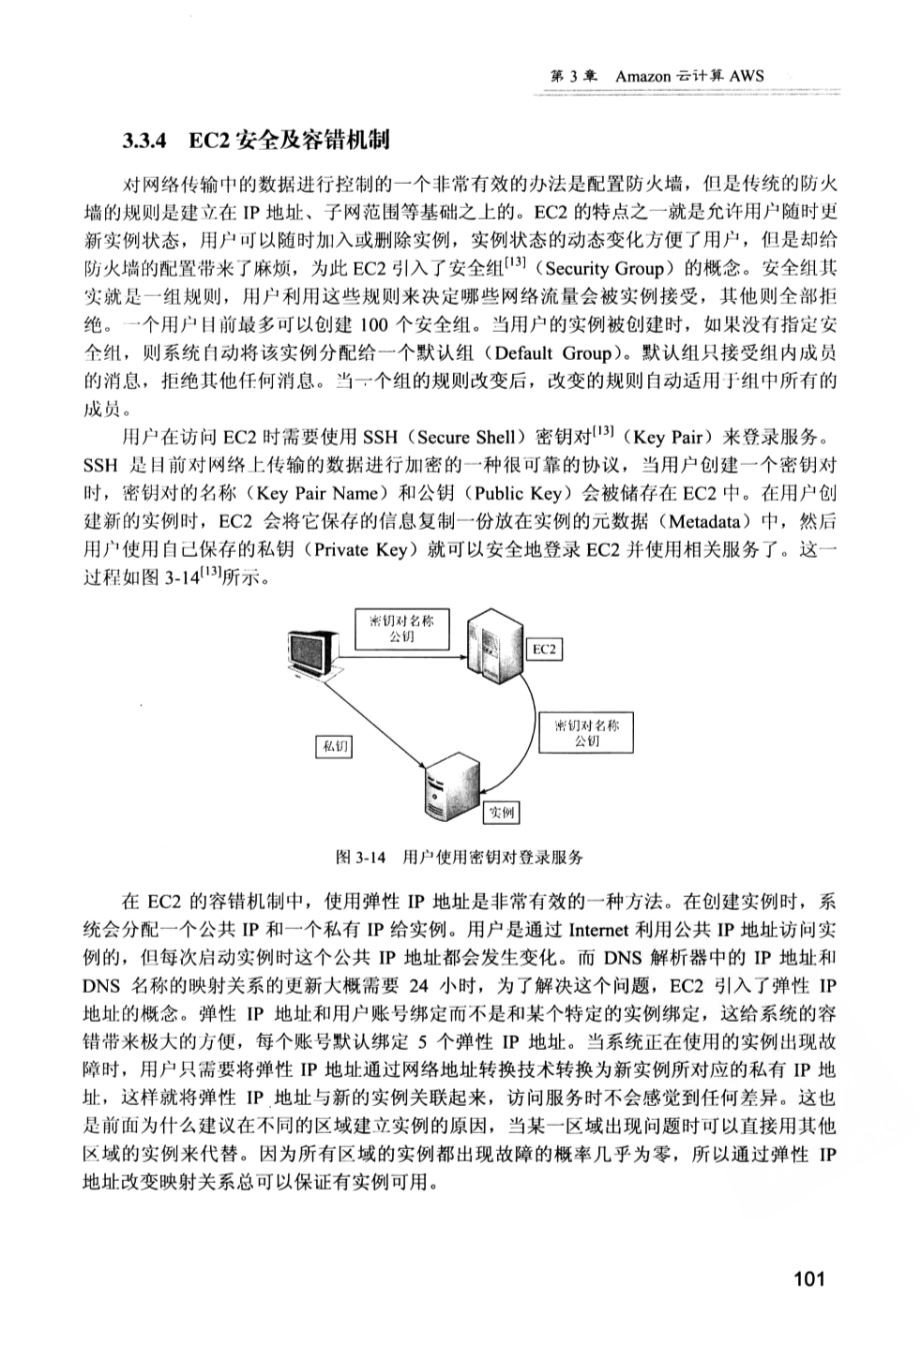 第 3 章 Amazon 云计算 AWS
3.3.4 EC2 安全及容错机制
对网络传输中的数据进行控制的一个非常有效的办法是配置防火墙，但是传统的防火
墙的规则是建立在 IP 地址、子网范围等基础之上的。EC2 的特点之一就是允许用户随时更
新实例状态，用户可以随时加入或删除实例，实例状态的动态变化方便了用户，但是却给
防火墙的配置带来了麻烦，为此 EC2 引入了安全组[13]（Security Group）的概念。安全组其
实就是一组规则，用户利用这些规则来决定哪些网络流量会被实例接受，其他则全部拒
绝。一个用户目前最多可以创建 100 个安全组。当用户的实例被创建时，如果没有指定安
全组，则系统自动将该实例分配给一个默认组（Default Group）。默认组只接受组内成员
的消息，拒绝其他任何消息。当一个组的规则改变后，改变的规则自动适用于组中所有的
成员。
用户在访问 EC2 时需要使用 SSH（Secure Shell）密钥对[13]（Key Pair）来登录服务。
SSH 是目前对网络上传输的数据进行加密的一种很可靠的协议，当用户创建一个密钥对
时，密钥对的名称（Key Pair Name）和公钥（Public Key）会被储存在 EC2 中。在用户创
建新的实例时，EC2 会将它保存的信息复制一份放在实例的元数据（Metadata）中，然后
用户使用自己保存的私钥（Private Key）就可以安全地登录 EC2 并使用相关服务了。这一
过程如图 3-14[13]所示。
密钥对名称
公钥
EC2
密钥对名称
公钥
私钥
实例
图 3-14 用户使用密钥对登录服务
在 EC2 的容错机制中，使用弹性 IP 地址是非常有效的一种方法。在创建实例时，系
统会分配一个公共 IP 和一个私有 IP 给实例。用户是通过 Internet 利用公共 IP 地址访问实
例的，但每次启动实例时这个公共 IP 地址都会发生变化。而 DNS 解析器中的 IP 地址和
DNS 名称的映射关系的更新大概需要 24 小时，为了解决这个问题，EC2 引入了弹性 IP
地址的概念。弹性 IP 地址和用户账号绑定而不是和某个特定的实例绑定，这给系统的容
错带来极大的方便，每个账号默认绑定 5 个弹性 IP 地址。当系统正在使用的实例出现故
障时，用户只需要将弹性 IP 地址通过网络地址转换技术转换为新实例所对应的私有 IP 地
址，这样就将弹性 IP 地址与新的实例关联起来，访问服务时不会感觉到任何差异。这也
是前面为什么建议在不同的区域建立实例的原因，当某一区域出现问题时可以直接用其他
区域的实例来代替。因为所有区域的实例都出现故障的概率几乎为零，所以通过弹性 IP
地址改变映射关系总可以保证有实例可用。
101